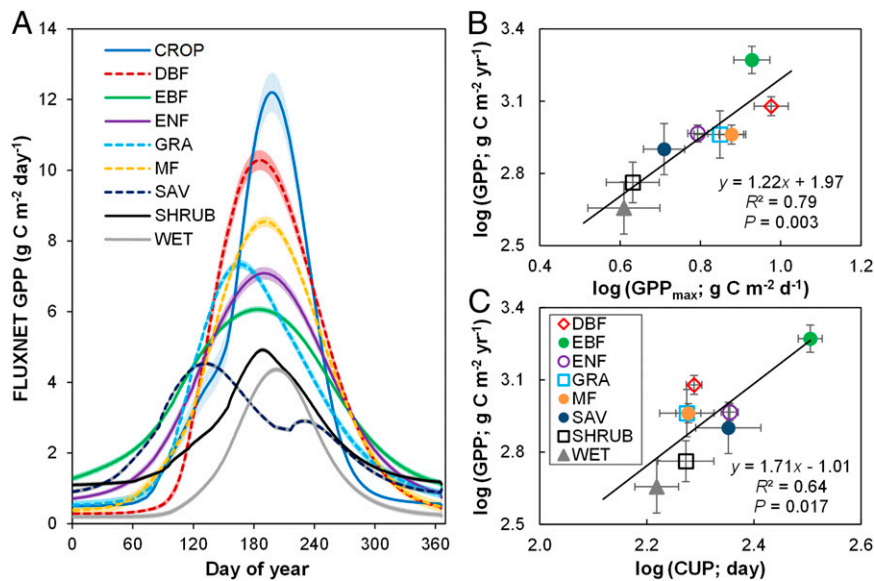 A
FLUXNET GPP (g C m⁻² day⁻¹)
14
12
10
8
6
4
2
0
CROP
DBF
EBF
ENF
GRA
MF
SAV
SHRUB
WET
0 60 120 180 240 300 360
Day of year
B
log (GPP; g C m⁻² yr⁻¹)
3.4
3.1
2.8
2.5
y = 1.22x + 1.97
R² = 0.79
P = 0.003
0.4 0.6 0.8 1.0 1.2
log (GPPmax; g C m⁻² d⁻¹)
C
log (GPP; g C m⁻² yr⁻¹)
3.4
3.1
2.8
2.5
DBF
EBF
ENF
GRA
MF
SAV
SHRUB
WET
y = 1.71x - 1.01
R² = 0.64
P = 0.017
2.0 2.2 2.4 2.6
log (CUP; day)